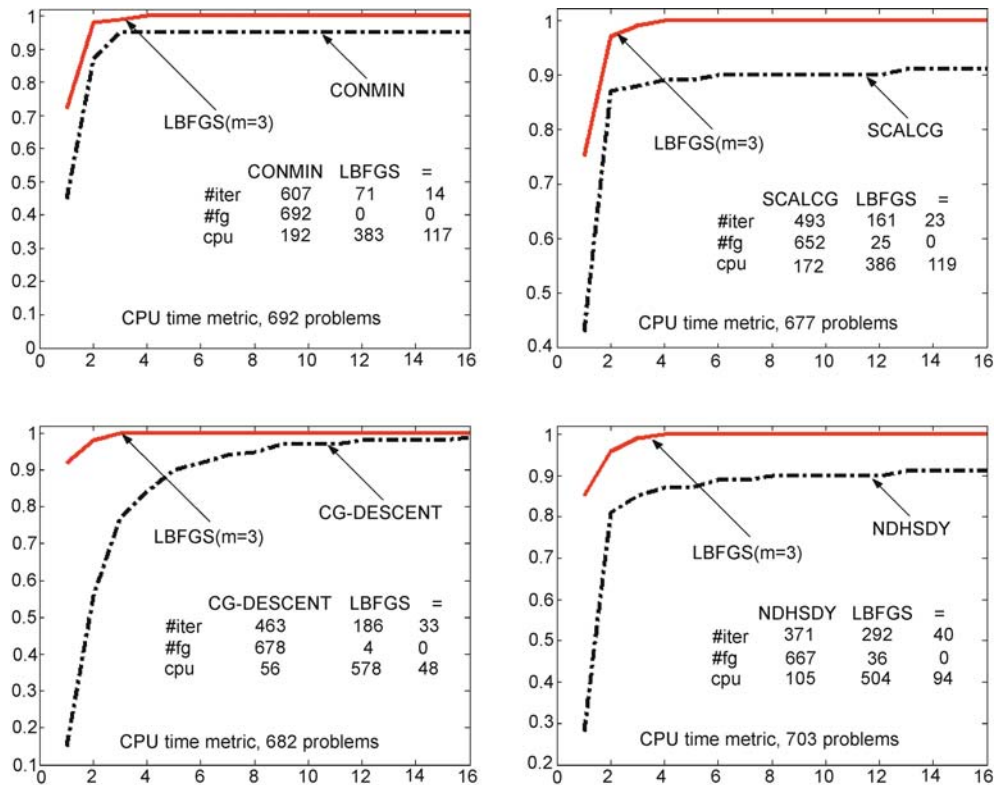 1
0.9
0.8
0.7
0.6
0.5
0.4
0.3
0.2
0.1
0
CONMIN
LBFGS(m=3)
CONMIN LBFGS =
#iter 607 71 14
#fg 692 0 0
cpu 192 383 117
CPU time metric, 692 problems
0 2 4 6 8 10 12 14 16
1
0.9
0.8
0.7
0.6
0.5
0.4
LBFGS(m=3)
SCALCG
SCALCG LBFGS =
#iter 493 161 23
#fg 652 25 0
cpu 172 386 119
CPU time metric, 677 problems
0 2 4 6 8 10 12 14 16
1
0.9
0.8
0.7
0.6
0.5
0.4
0.3
0.2
0.1
CG-DESCENT
LBFGS(m=3)
CG-DESCENT LBFGS =
#iter 463 186 33
#fg 678 4 0
cpu 56 578 48
CPU time metric, 682 problems
0 2 4 6 8 10 12 14 16
1
0.9
0.8
0.7
0.6
0.5
0.4
0.3
0.2
NDHSDY
LBFGS(m=3)
NDHSDY LBFGS =
#iter 371 292 40
#fg 667 36 0
cpu 105 504 94
CPU time metric, 703 problems
0 2 4 6 8 10 12 14 16